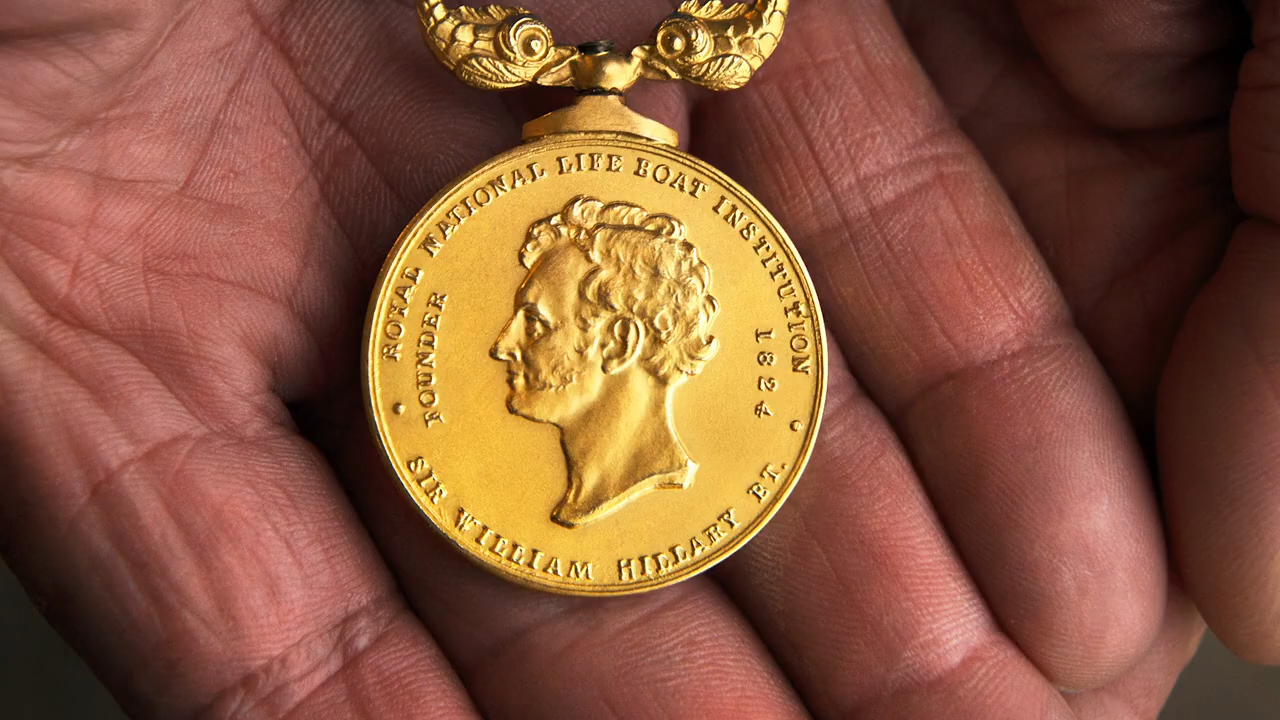 ROYAL NATIONAL LIFE BOAT INSTITUTION
FOUNDER
1824
SIR WILLIAM HILLARY BT.